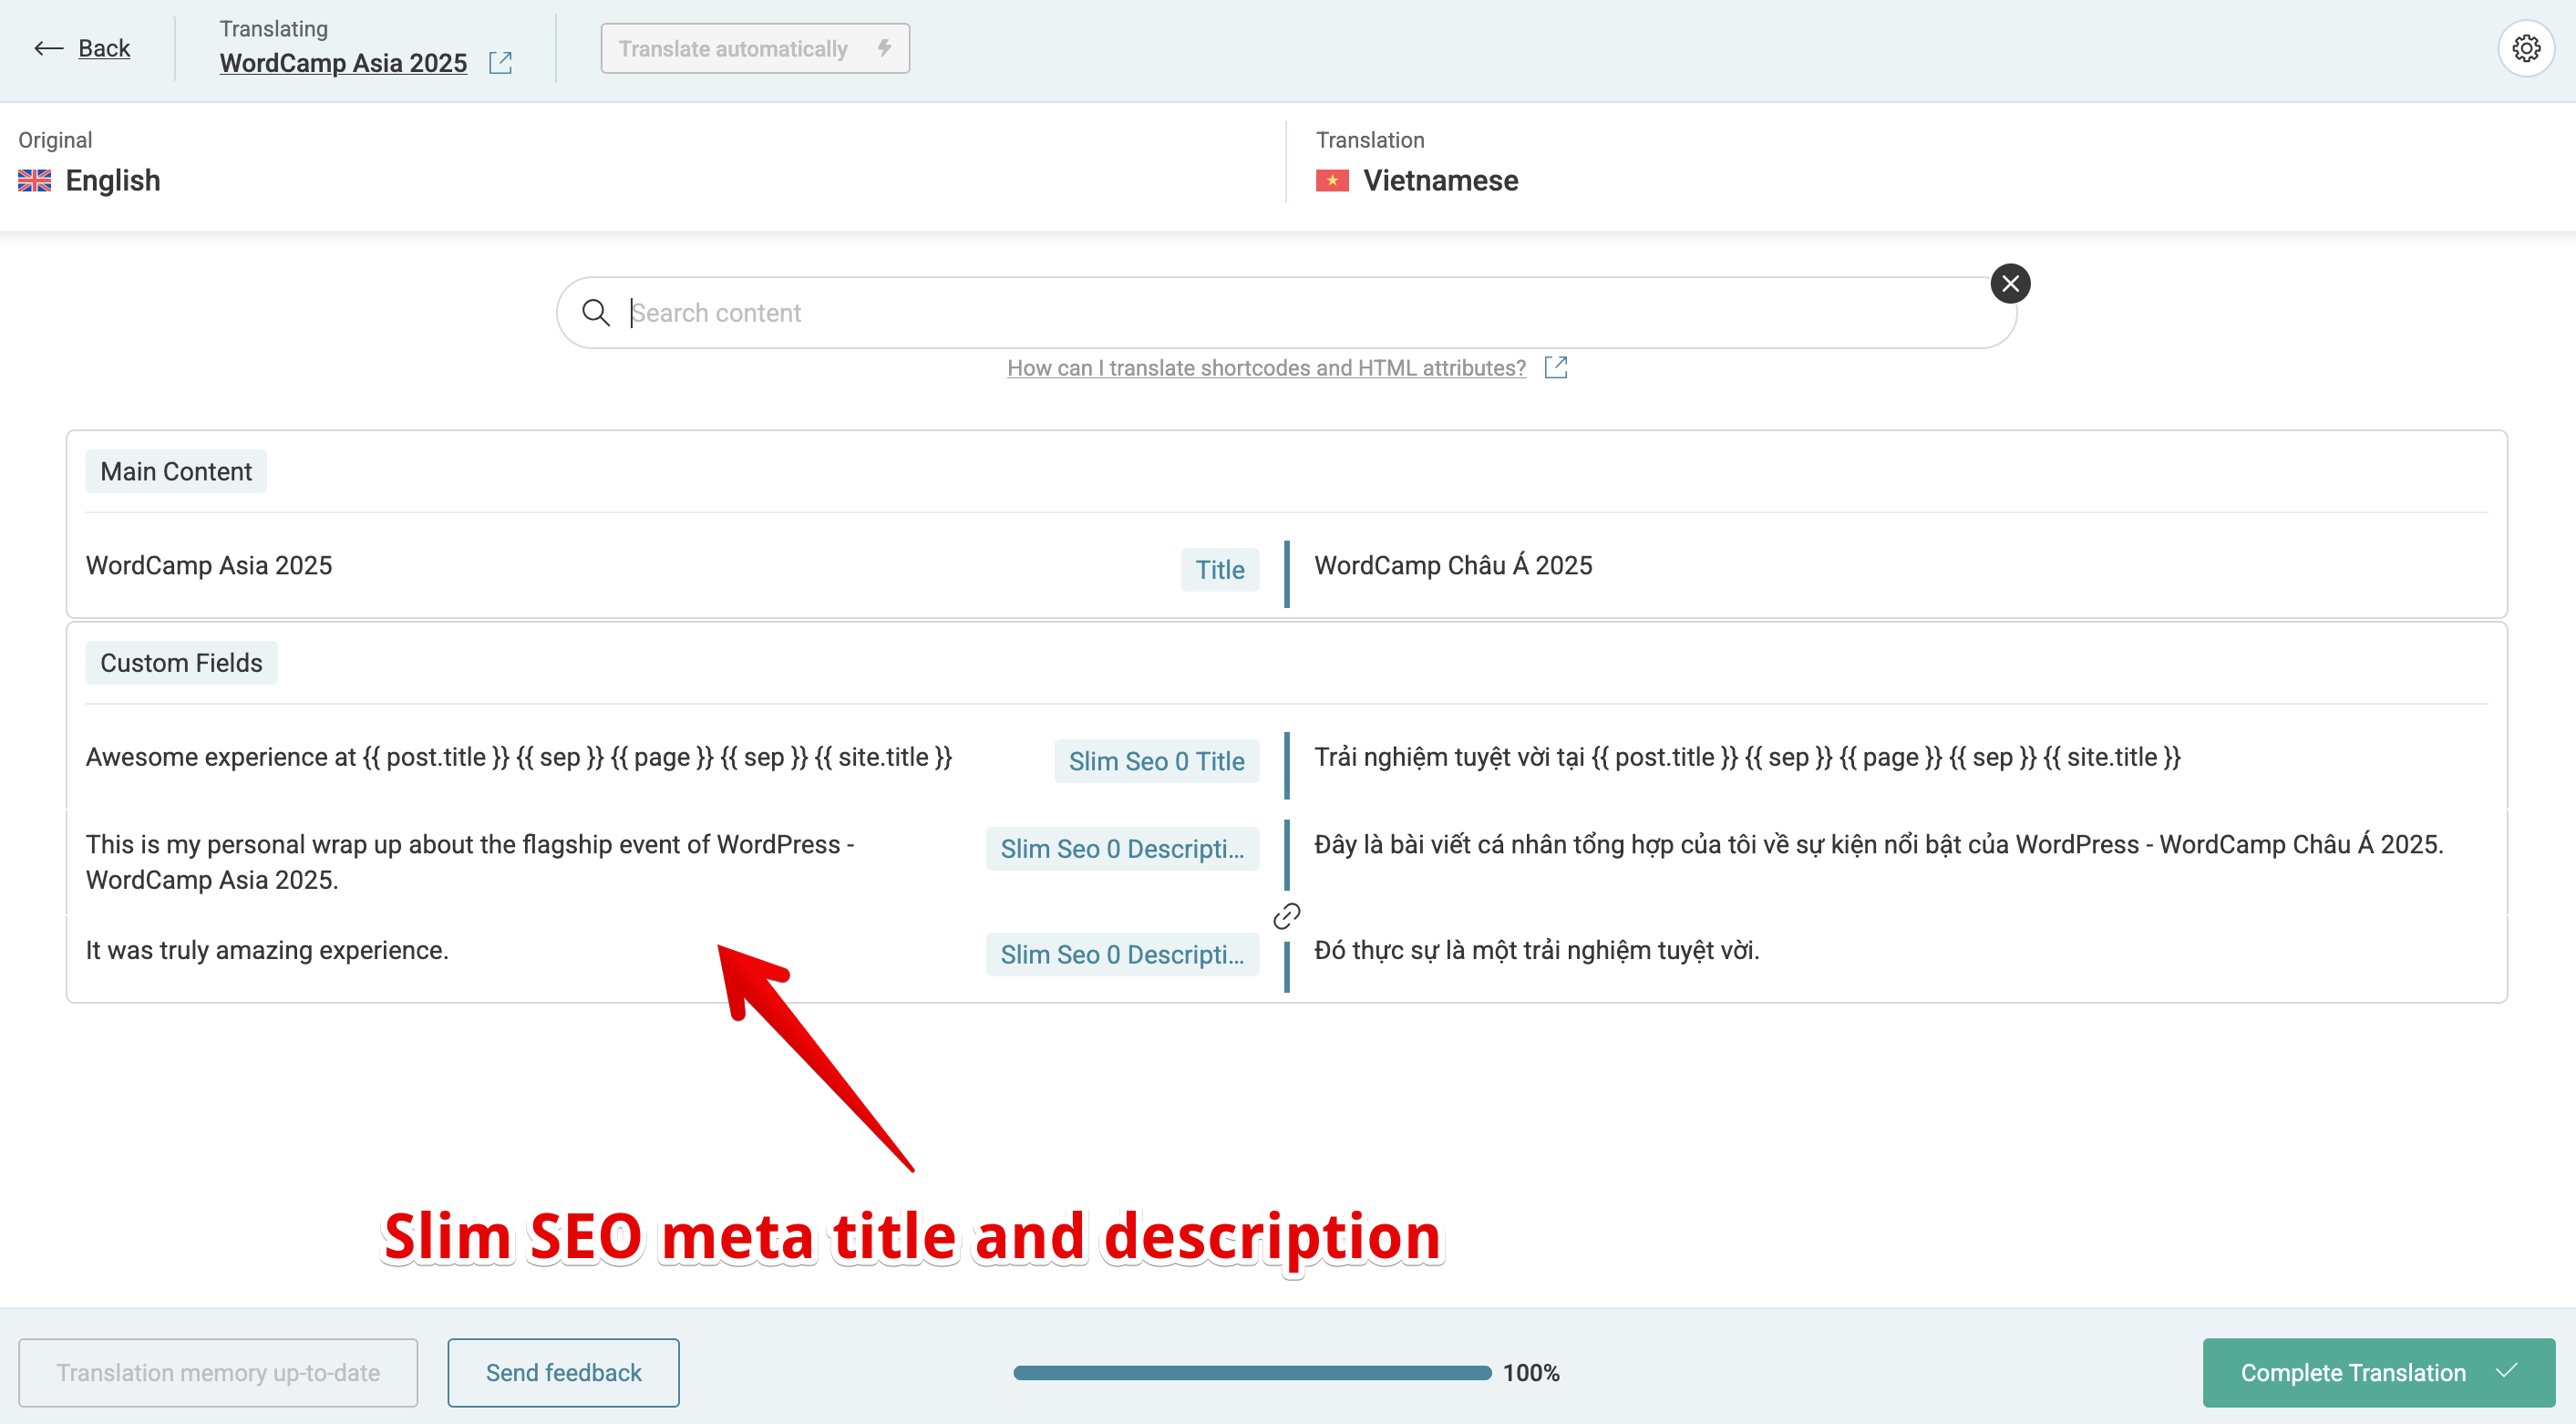 Back
Translating
WordCamp Asia 2025
Translate automatically
Original
English
Translation
Vietnamese
Search content
How can I translate shortcodes and HTML attributes?
Main Content
WordCamp Asia 2025
Title
WordCamp Châu Á 2025
Custom Fields
Awesome experience at {{ post.title }} {{ sep }} {{ page }} {{ sep }} {{ site.title }}
Slim Seo 0 Title
Trải nghiệm tuyệt vời tại {{ post.title }} {{ sep }} {{ page }} {{ sep }} {{ site.title }}
This is my personal wrap up about the flagship event of WordPress -
WordCamp Asia 2025.
Slim Seo 0 Descripti...
Đây là bài viết cá nhân tổng hợp của tôi về sự kiện nổi bật của WordPress - WordCamp Châu Á 2025.
It was truly amazing experience.
Slim Seo 0 Descripti...
Đó thực sự là một trải nghiệm tuyệt vời.
Slim SEO meta title and description
Translation memory up-to-date
Send feedback
100%
Complete Translation